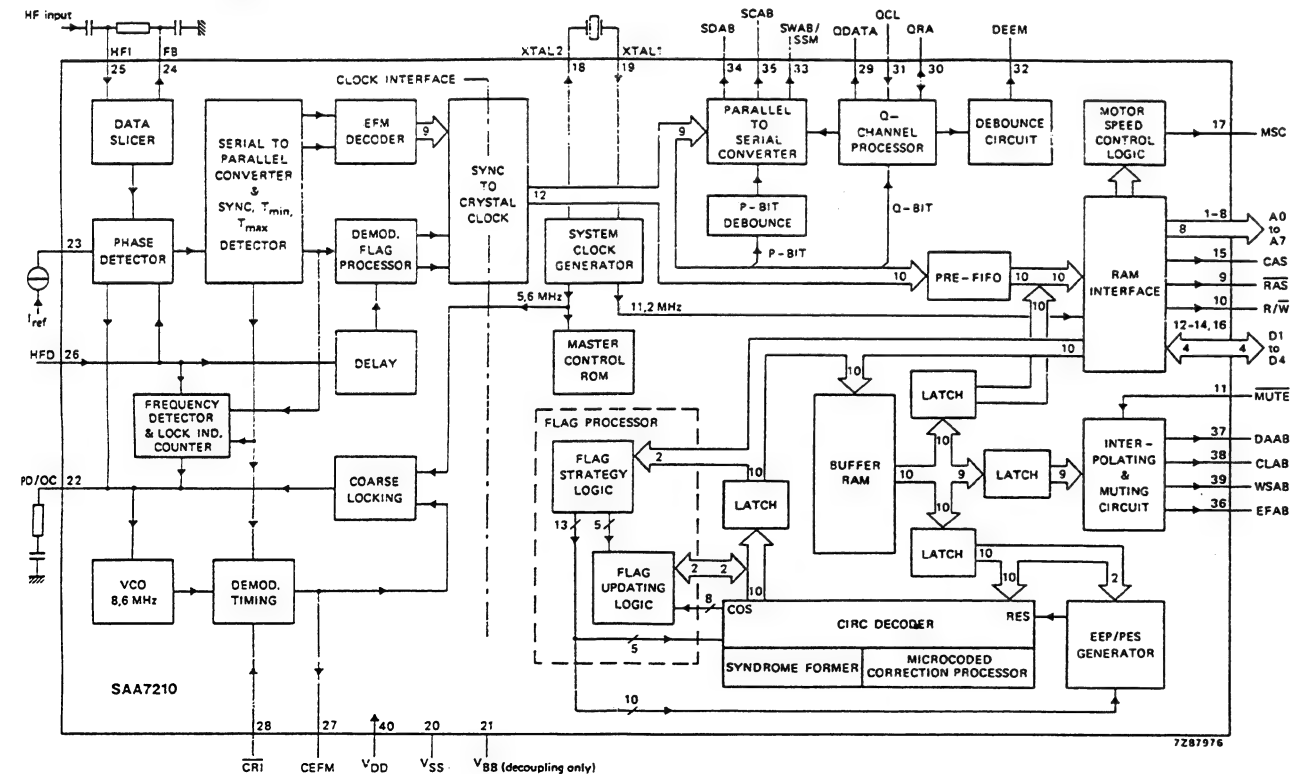 HF input
HFI
FB
25
24
XTAL2
XTAL1
18
19
SDAB
SCAB
SWAB/
SSM
QDATA
QCL
QRA
DEEM
34
35
33
29
31
30
32
CLOCK INTERFACE
DATA
SLICER
SERIAL TO
PARALLEL
CONVERTER
&
SYNC, Tmin,
Tmax
DETECTOR
EFM
DECODER
9
SYNC
TO
CRYSTAL
CLOCK
12
9
PARALLEL
TO
SERIAL
CONVERTER
Q-
CHANNEL
PROCESSOR
DEBOUNCE
CIRCUIT
MOTOR
SPEED
CONTROL
LOGIC
17
MSC
P-BIT
DEBOUNCE
Q-BIT
P-BIT
23
PHASE
DETECTOR
DEMOD.
FLAG
PROCESSOR
SYSTEM
CLOCK
GENERATOR
Iref
10
PRE-FIFO
10
10
10
RAM
INTERFACE
1-8
8
A0
to
A7
15
CAS
9
R̅A̅S̅
10
R/W̅
12-14, 16
4
4
D1
to
D4
5,6 MHz
11,2 MHz
HFD
26
DELAY
MASTER
CONTROL
ROM
10
10
10
FREQUENCY
DETECTOR
& LOCK IND.
COUNTER
FLAG PROCESSOR
FLAG
STRATEGY
LOGIC
2
10
LATCH
BUFFER
RAM
10
LATCH
10
9
LATCH
9
10
LATCH
10
11
M̅U̅T̅E̅
INTER-
POLATING
&
MUTING
CIRCUIT
37
DAAB
38
CLAB
39
WSAB
36
EFAB
PD/OC
22
COARSE
LOCKING
13
5
VCO
8,6 MHz
DEMOD.
TIMING
FLAG
UPDATING
LOGIC
2
2
10
8
10
2
COS
RES
CIRC DECODER
SYNDROME FORMER
MICROCODED
CORRECTION PROCESSOR
EEP/PES
GENERATOR
5
10
SAA7210
28
27
40
20
21
C̅R̅I̅
CEFM
VDD
VSS
VBB (decoupling only)
7Z87976